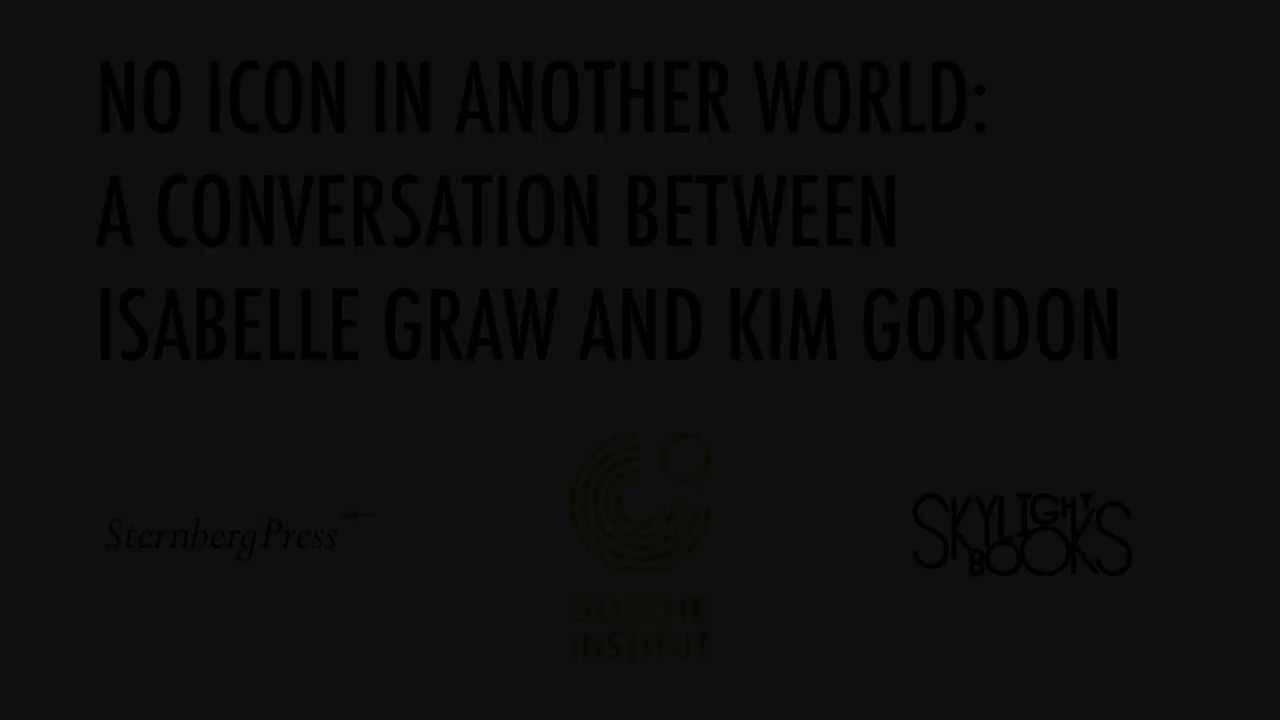 NO ICON IN ANOTHER WORLD:
A CONVERSATION BETWEEN
ISABELLE GRAW AND KIM GORDON
Sternberg Press
SKYLIGHT
BOOKS
GOETHE
INSTITUT